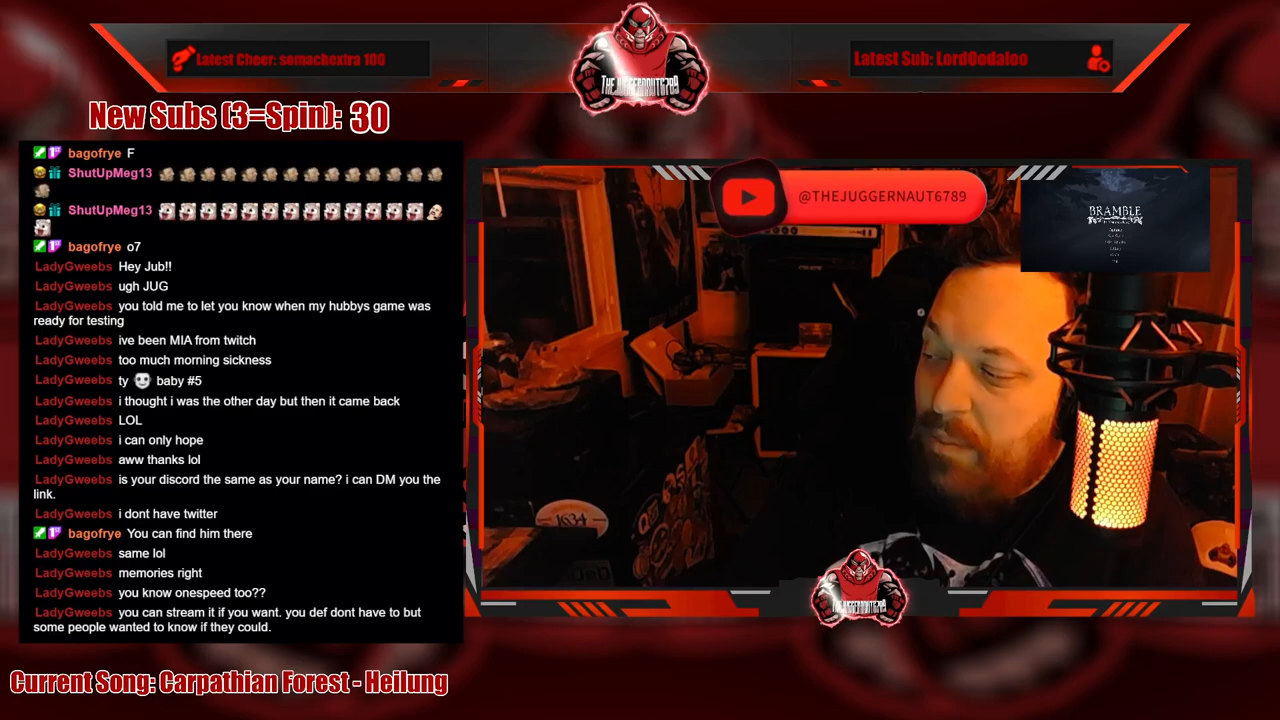 Latest Cheer: somachextra 100
THEJUGGERNAUT6789
Latest Sub: LordOodaloo
New Subs (3=Spin): 30
bagofrye F
ShutUpMeg13
ShutUpMeg13
bagofrye o7
LadyGweebs Hey Jub!!
LadyGweebs ugh JUG
LadyGweebs you told me to let you know when my hubbys game was
ready for testing
LadyGweebs ive been MIA from twitch
LadyGweebs too much morning sickness
LadyGweebs ty baby #5
LadyGweebs i thought i was the other day but then it came back
LadyGweebs LOL
LadyGweebs i can only hope
LadyGweebs aww thanks lol
LadyGweebs is your discord the same as your name? i can DM you the
link.
LadyGweebs i dont have twitter
bagofrye You can find him there
LadyGweebs same lol
LadyGweebs memories right
LadyGweebs you know onespeed too??
LadyGweebs you can stream it if you want. you def dont have to but
some people wanted to know if they could.
@THEJUGGERNAUT6789
BRAMBLE
1634
THEJUGGERNAUT6789
Current Song: Carpathian Forest - Heilung